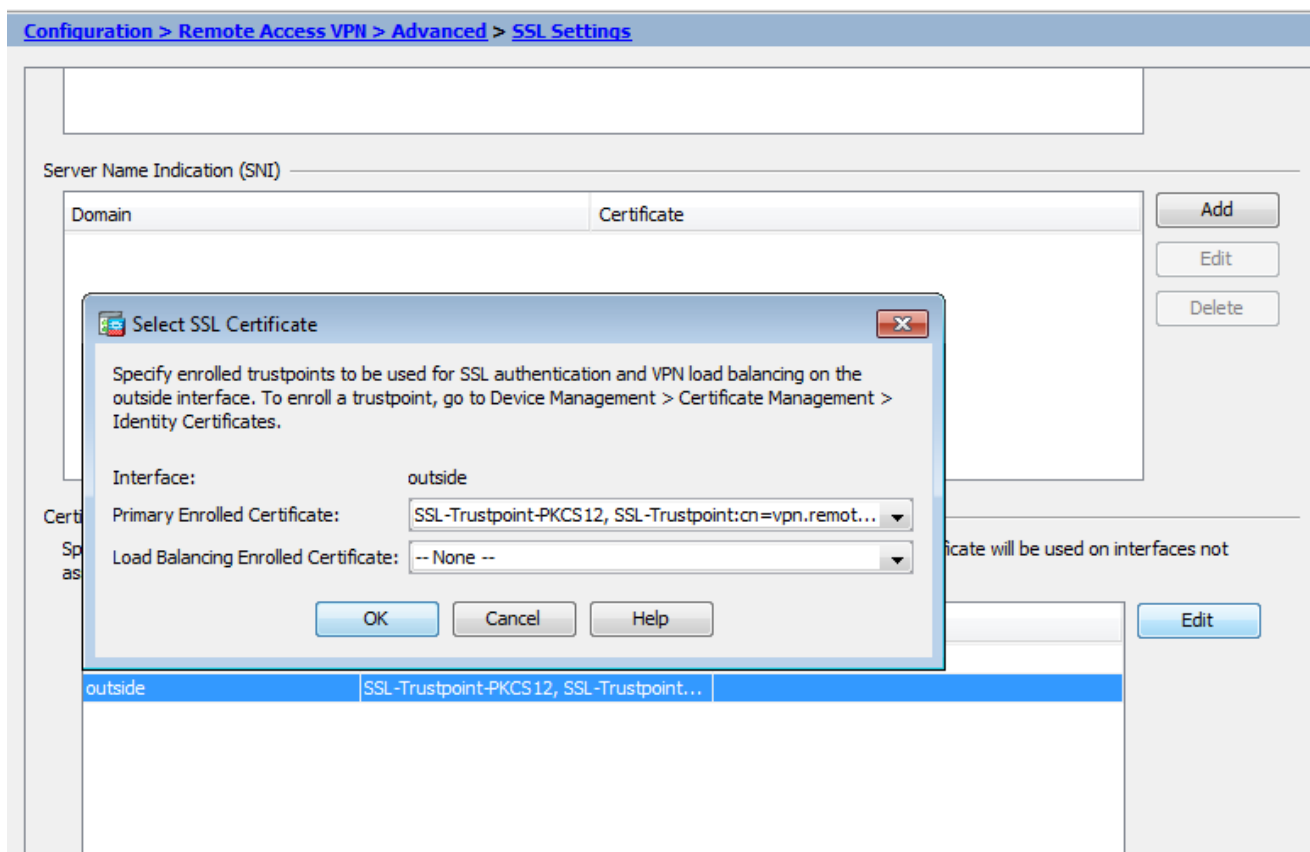 Configuration > Remote Access VPN > Advanced > SSL Settings
Server Name Indication (SNI)
Domain Certificate
Add
Edit
Delete
Select SSL Certificate
Specify enrolled trustpoints to be used for SSL authentication and VPN load balancing on the
outside interface. To enroll a trustpoint, go to Device Management > Certificate Management >
Identity Certificates.
Interface: outside
Primary Enrolled Certificate: SSL-Trustpoint-PKCS12, SSL-Trustpoint:cn=vpn.remot...
Load Balancing Enrolled Certificate: -- None --
OK Cancel Help
Certi
Sp
as
ficate will be used on interfaces not
Edit
outside SSL-Trustpoint-PKCS12, SSL-Trustpoint...